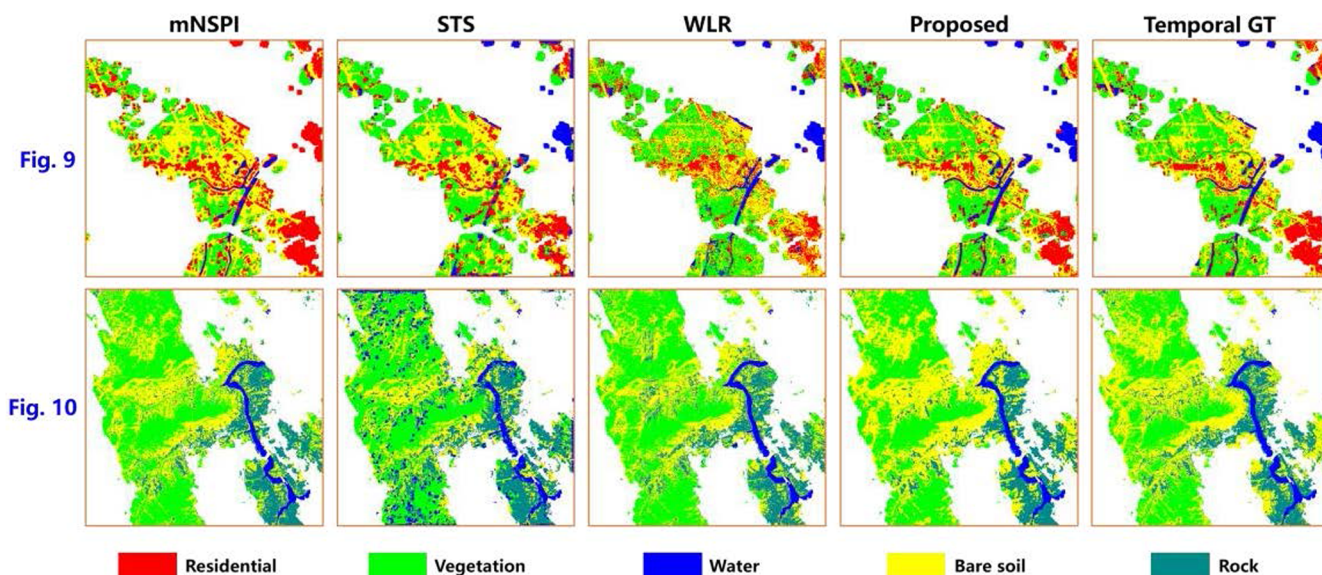 mNSPI STS WLR Proposed Temporal GT
Fig. 9
Fig. 10
Residential Vegetation Water Bare soil Rock